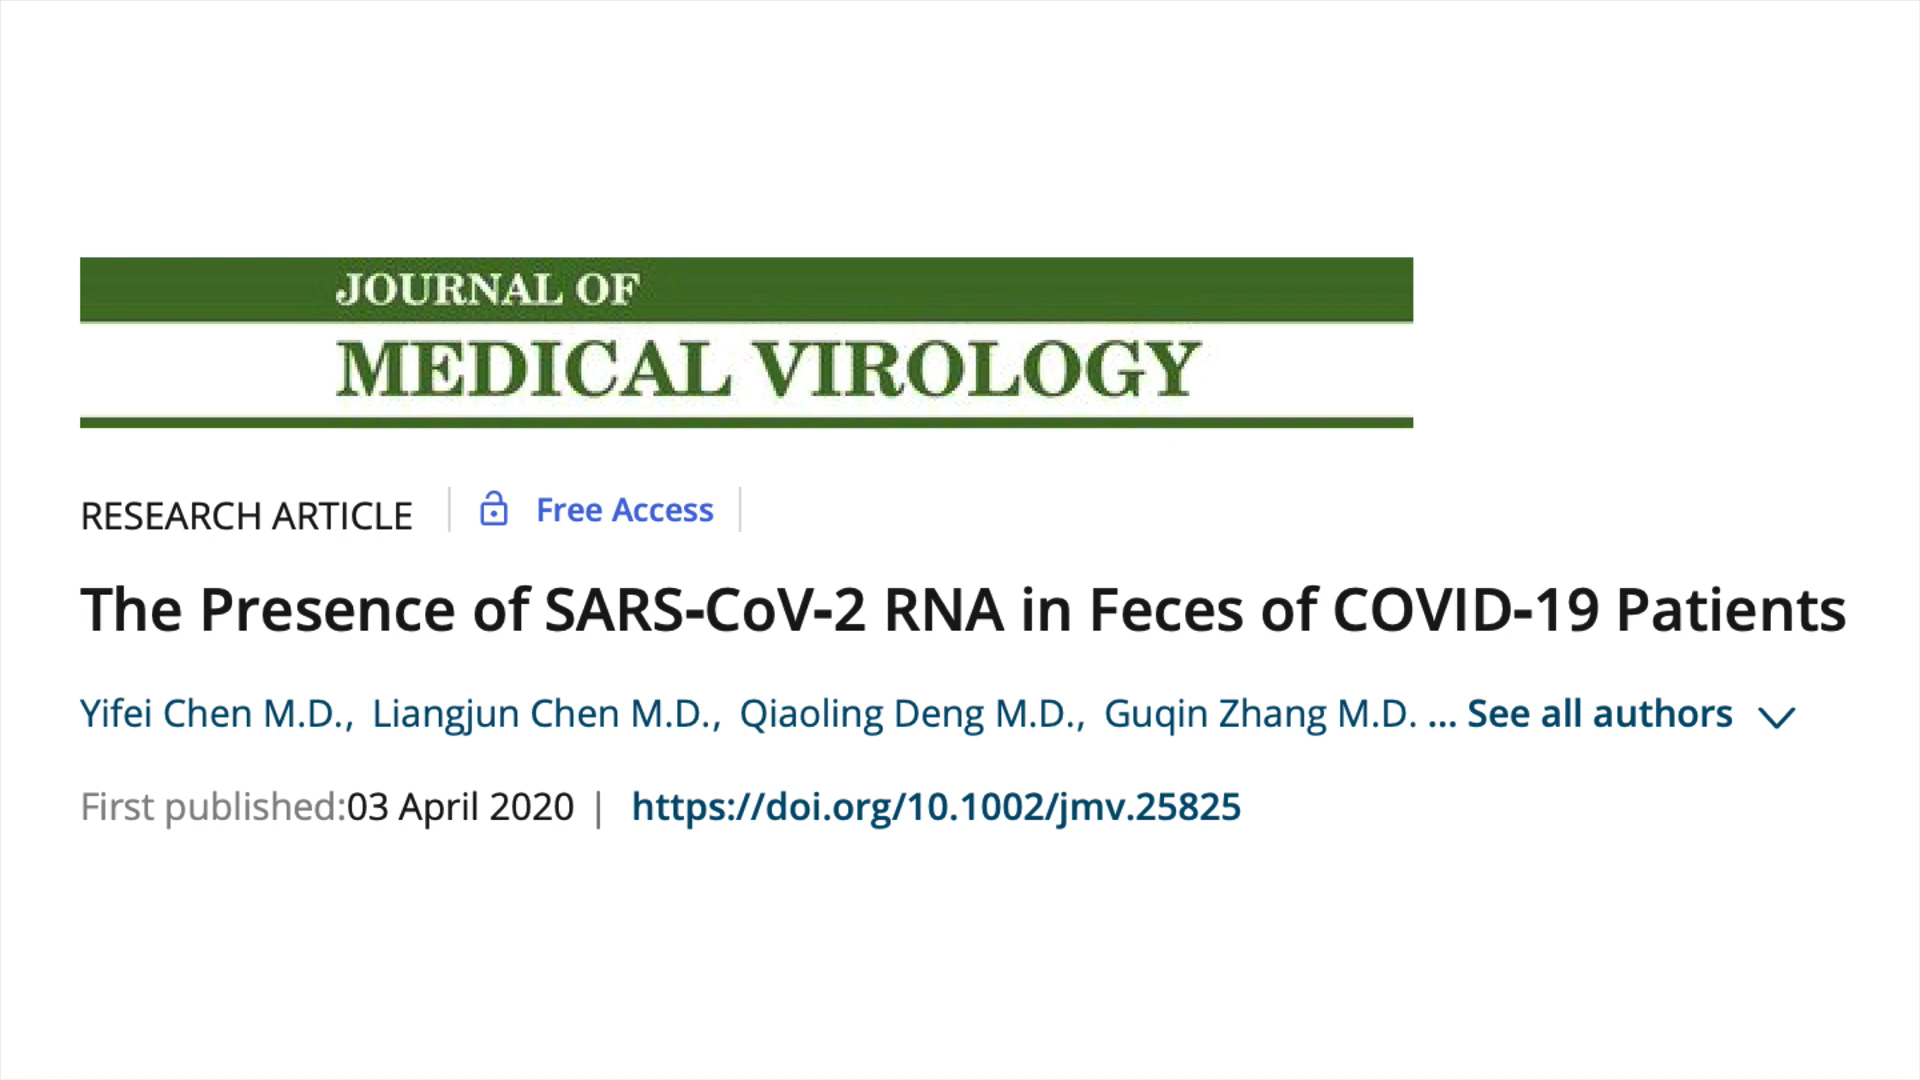 JOURNAL OF
MEDICAL VIROLOGY
RESEARCH ARTICLE Free Access
The Presence of SARS-CoV-2 RNA in Feces of COVID-19 Patients
Yifei Chen M.D., Liangjun Chen M.D., Qiaoling Deng M.D., Guqin Zhang M.D. ... See all authors
First published:03 April 2020 | https://doi.org/10.1002/jmv.25825